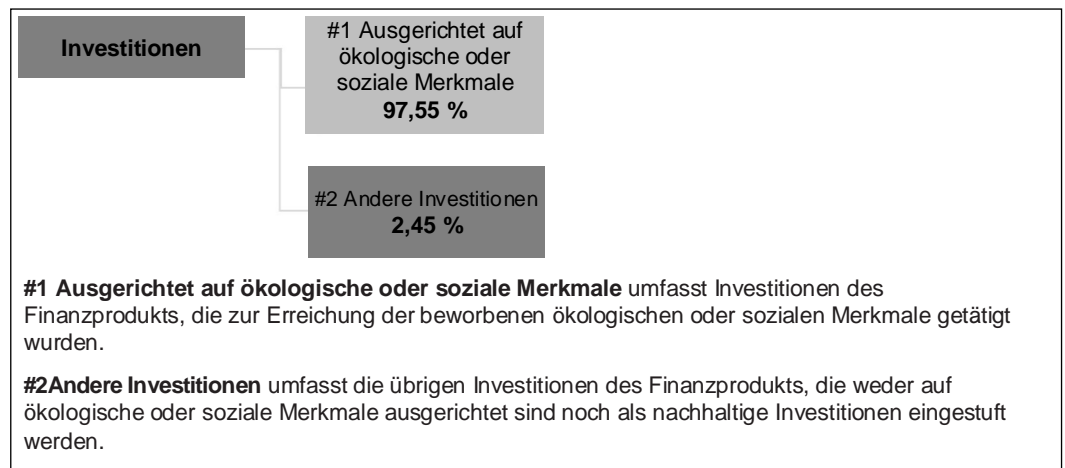 Investitionen
#1 Ausgerichtet auf
ökologische oder
soziale Merkmale
97,55 %
#2 Andere Investitionen
2,45 %
#1 Ausgerichtet auf ökologische oder soziale Merkmale umfasst Investitionen des
Finanzprodukts, die zur Erreichung der beworbenen ökologischen oder sozialen Merkmale getätigt
wurden.
#2Andere Investitionen umfasst die übrigen Investitionen des Finanzprodukts, die weder auf
ökologische oder soziale Merkmale ausgerichtet sind noch als nachhaltige Investitionen eingestuft
werden.